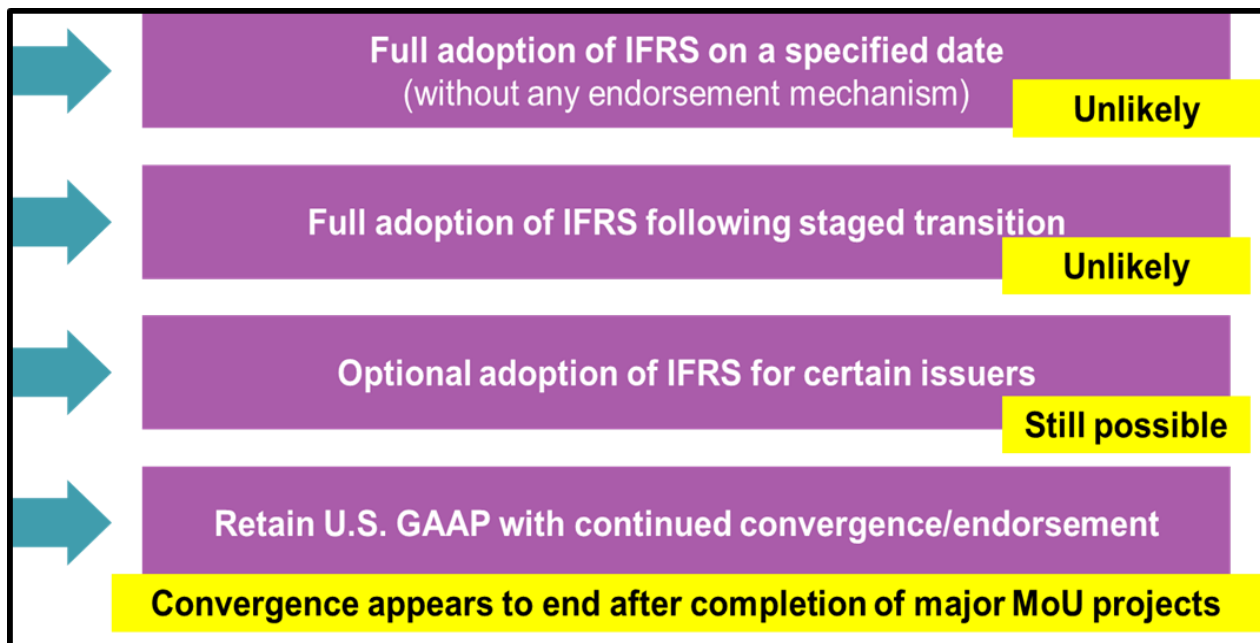 Full adoption of IFRS on a specified date
(without any endorsement mechanism)
Unlikely
Full adoption of IFRS following staged transition
Unlikely
Optional adoption of IFRS for certain issuers
Still possible
Retain U.S. GAAP with continued convergence/endorsement
Convergence appears to end after completion of major MoU projects